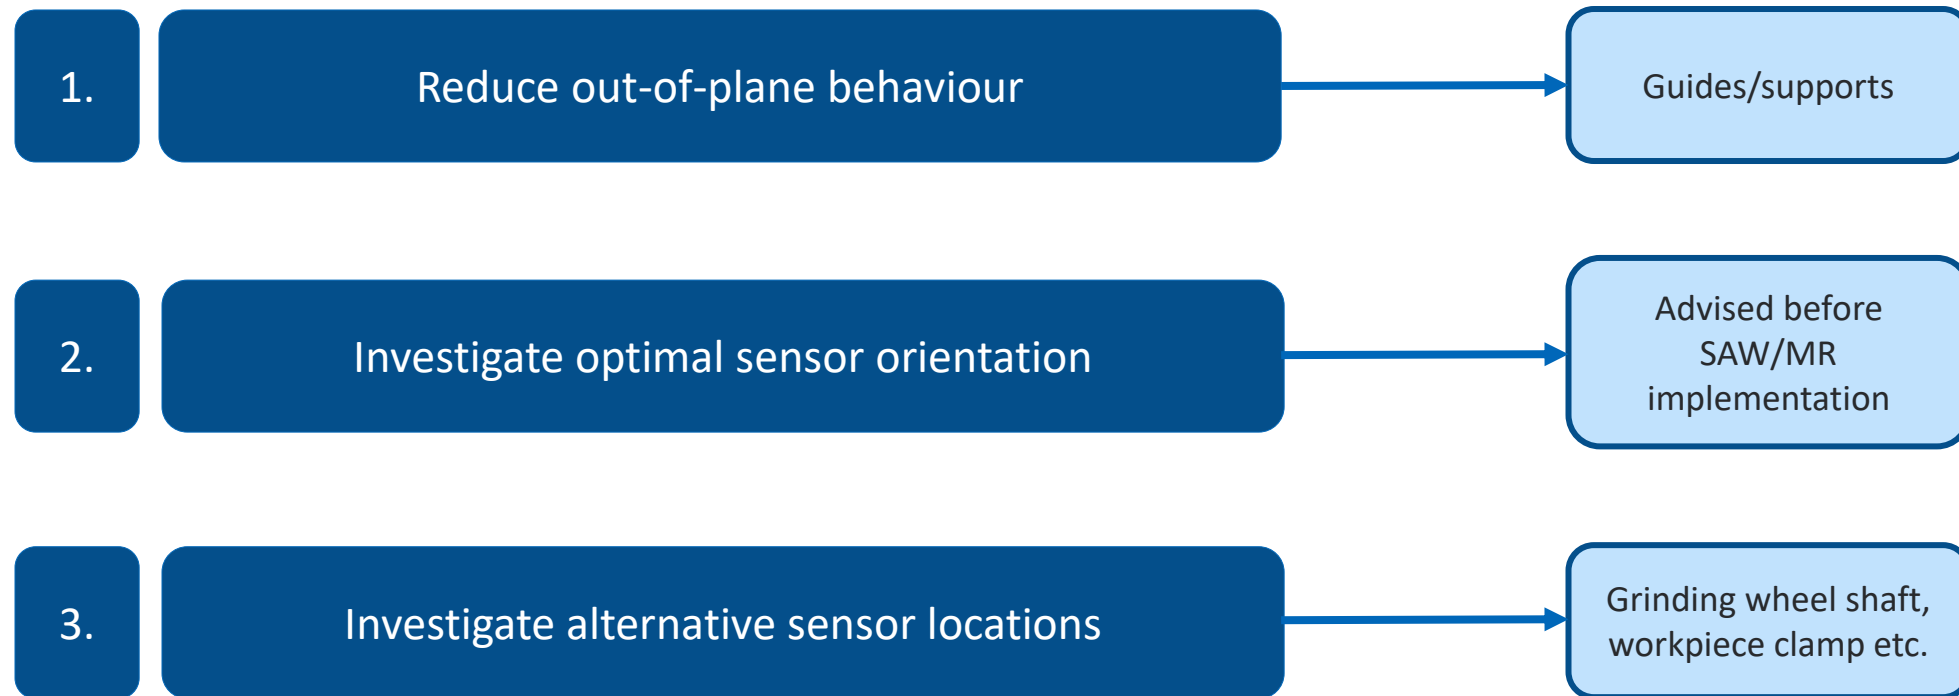 1.
Reduce out-of-plane behaviour
Guides/supports
2.
Investigate optimal sensor orientation
Advised before
SAW/MR
implementation
3.
Investigate alternative sensor locations
Grinding wheel shaft,
workpiece clamp etc.